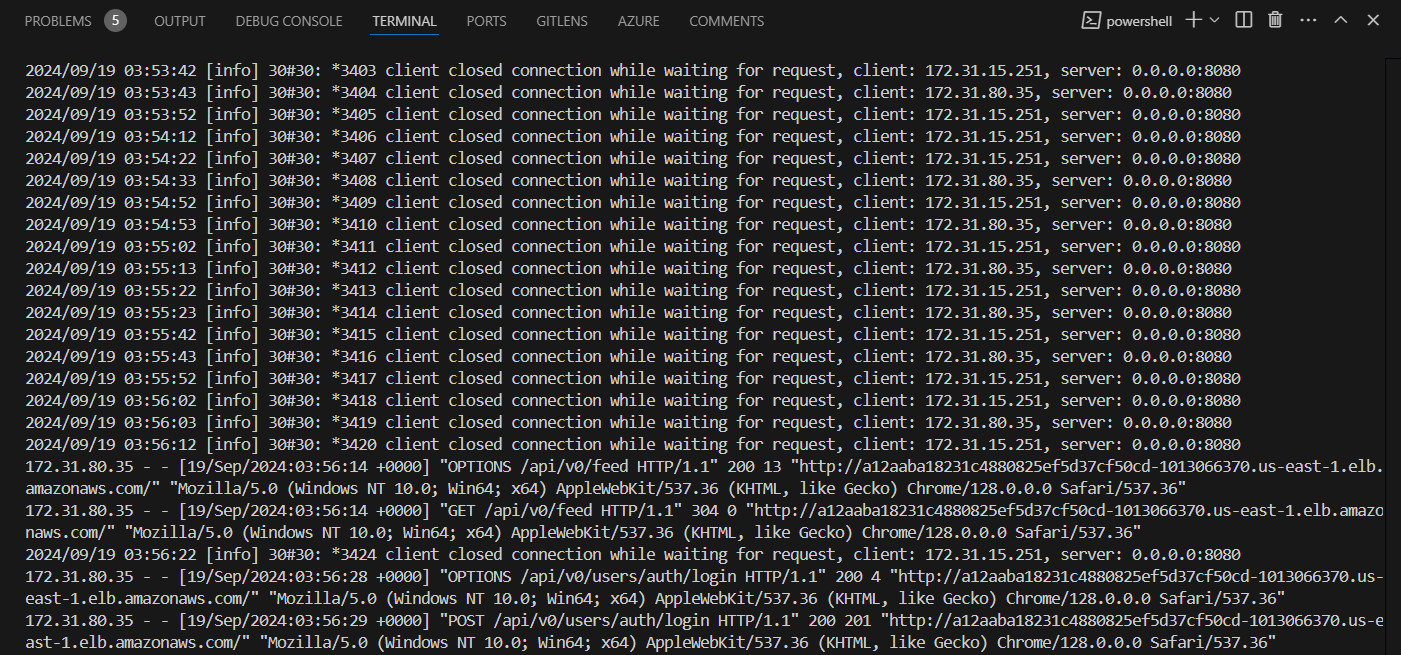 PROBLEMS 5 OUTPUT DEBUG CONSOLE TERMINAL PORTS GITLENS AZURE COMMENTS powershell
2024/09/19 03:53:42 [info] 30#30: *3403 client closed connection while waiting for request, client: 172.31.15.251, server: 0.0.0.0:8080
2024/09/19 03:53:43 [info] 30#30: *3404 client closed connection while waiting for request, client: 172.31.80.35, server: 0.0.0.0:8080
2024/09/19 03:53:52 [info] 30#30: *3405 client closed connection while waiting for request, client: 172.31.15.251, server: 0.0.0.0:8080
2024/09/19 03:54:12 [info] 30#30: *3406 client closed connection while waiting for request, client: 172.31.15.251, server: 0.0.0.0:8080
2024/09/19 03:54:22 [info] 30#30: *3407 client closed connection while waiting for request, client: 172.31.15.251, server: 0.0.0.0:8080
2024/09/19 03:54:33 [info] 30#30: *3408 client closed connection while waiting for request, client: 172.31.80.35, server: 0.0.0.0:8080
2024/09/19 03:54:52 [info] 30#30: *3409 client closed connection while waiting for request, client: 172.31.15.251, server: 0.0.0.0:8080
2024/09/19 03:54:53 [info] 30#30: *3410 client closed connection while waiting for request, client: 172.31.80.35, server: 0.0.0.0:8080
2024/09/19 03:55:02 [info] 30#30: *3411 client closed connection while waiting for request, client: 172.31.15.251, server: 0.0.0.0:8080
2024/09/19 03:55:13 [info] 30#30: *3412 client closed connection while waiting for request, client: 172.31.80.35, server: 0.0.0.0:8080
2024/09/19 03:55:22 [info] 30#30: *3413 client closed connection while waiting for request, client: 172.31.15.251, server: 0.0.0.0:8080
2024/09/19 03:55:23 [info] 30#30: *3414 client closed connection while waiting for request, client: 172.31.80.35, server: 0.0.0.0:8080
2024/09/19 03:55:42 [info] 30#30: *3415 client closed connection while waiting for request, client: 172.31.15.251, server: 0.0.0.0:8080
2024/09/19 03:55:43 [info] 30#30: *3416 client closed connection while waiting for request, client: 172.31.80.35, server: 0.0.0.0:8080
2024/09/19 03:55:52 [info] 30#30: *3417 client closed connection while waiting for request, client: 172.31.15.251, server: 0.0.0.0:8080
2024/09/19 03:56:02 [info] 30#30: *3418 client closed connection while waiting for request, client: 172.31.15.251, server: 0.0.0.0:8080
2024/09/19 03:56:03 [info] 30#30: *3419 client closed connection while waiting for request, client: 172.31.80.35, server: 0.0.0.0:8080
2024/09/19 03:56:12 [info] 30#30: *3420 client closed connection while waiting for request, client: 172.31.15.251, server: 0.0.0.0:8080
172.31.80.35 - - [19/Sep/2024:03:56:14 +0000] "OPTIONS /api/v0/feed HTTP/1.1" 200 13 "http://a12aaba18231c4880825ef5d37cf50cd-1013066370.us-east-1.elb.
amazonaws.com/" "Mozilla/5.0 (Windows NT 10.0; Win64; x64) AppleWebKit/537.36 (KHTML, like Gecko) Chrome/128.0.0.0 Safari/537.36"
172.31.80.35 - - [19/Sep/2024:03:56:14 +0000] "GET /api/v0/feed HTTP/1.1" 304 0 "http://a12aaba18231c4880825ef5d37cf50cd-1013066370.us-east-1.elb.amazo
naws.com/" "Mozilla/5.0 (Windows NT 10.0; Win64; x64) AppleWebKit/537.36 (KHTML, like Gecko) Chrome/128.0.0.0 Safari/537.36"
2024/09/19 03:56:22 [info] 30#30: *3424 client closed connection while waiting for request, client: 172.31.15.251, server: 0.0.0.0:8080
172.31.80.35 - - [19/Sep/2024:03:56:28 +0000] "OPTIONS /api/v0/users/auth/login HTTP/1.1" 200 4 "http://a12aaba18231c4880825ef5d37cf50cd-1013066370.us-
east-1.elb.amazonaws.com/" "Mozilla/5.0 (Windows NT 10.0; Win64; x64) AppleWebKit/537.36 (KHTML, like Gecko) Chrome/128.0.0.0 Safari/537.36"
172.31.80.35 - - [19/Sep/2024:03:56:29 +0000] "POST /api/v0/users/auth/login HTTP/1.1" 200 201 "http://a12aaba18231c4880825ef5d37cf50cd-1013066370.us-e
ast-1.elb.amazonaws.com/" "Mozilla/5.0 (Windows NT 10.0; Win64; x64) AppleWebKit/537.36 (KHTML, like Gecko) Chrome/128.0.0.0 Safari/537.36"